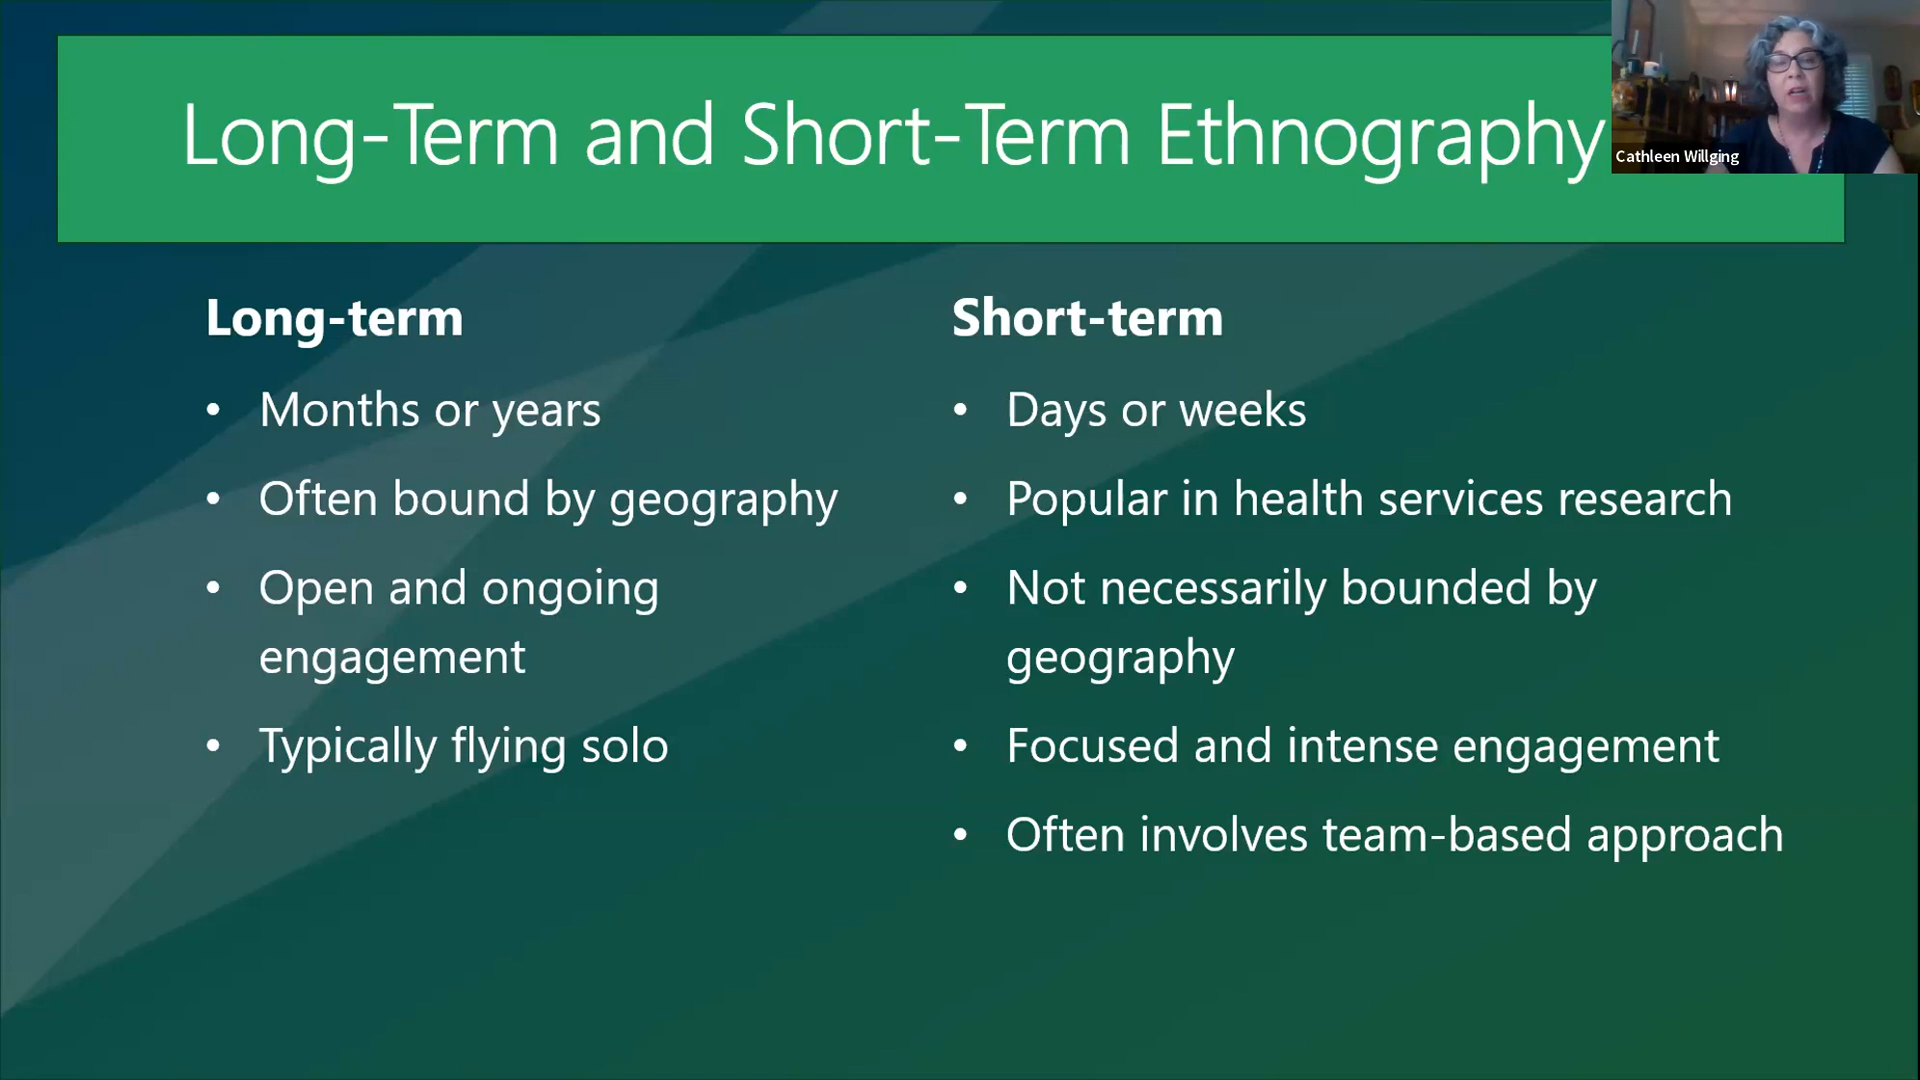 Long-Term and Short-Term Ethnography
Cathleen Willging
Long-term
• Months or years
• Often bound by geography
• Open and ongoing
engagement
• Typically flying solo
Short-term
• Days or weeks
• Popular in health services research
• Not necessarily bounded by
geography
• Focused and intense engagement
• Often involves team-based approach